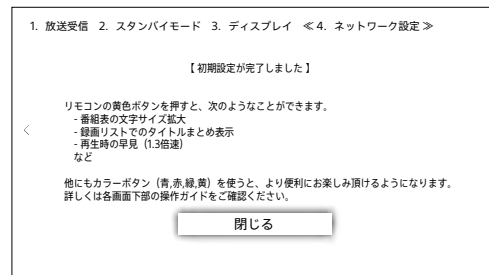 1. 放送受信 2. スタンバイモード 3. ディスプレイ ≪4. ネットワーク設定≫
【初期設定が完了しました】
リモコンの黄色ボタンを押すと、次のようなことができます。
- 番組表の文字サイズ拡大
- 録画リストでのタイトルまとめ表示
- 再生時の早見（1.3倍速）
など
他にもカラーボタン（青,赤,緑,黄）を使うと、より便利にお楽しみ頂けるようになります。
詳しくは各画面下部の操作ガイドをご確認ください。
閉じる